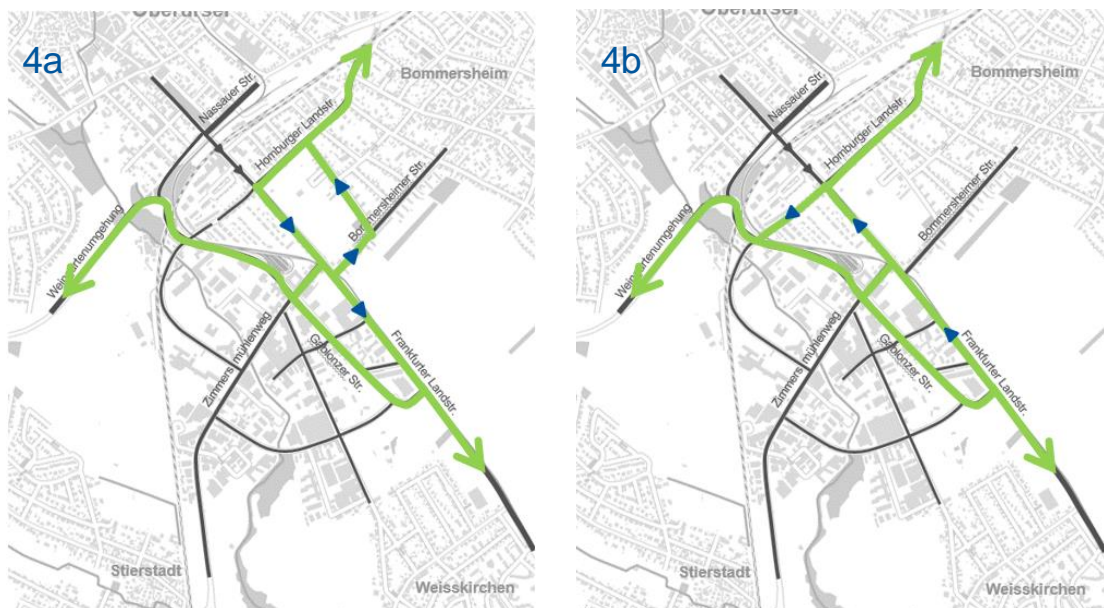 Oberursel
4a
Bommersheim
Nassauer Str.
Homburger Landstr.
Bommersheimer Str.
Weingartenumgehung
Zimmersmühlenweg
Gablonzer Str.
Frankfurter Landstr.
Stierstadt
Weisskirchen
Oberursel
4b
Bommersheim
Nassauer Str.
Homburger Landstr.
Bommersheimer Str.
Weingartenumgehung
Zimmersmühlenweg
Gablonzer Str.
Frankfurter Landstr.
Stierstadt
Weisskirchen